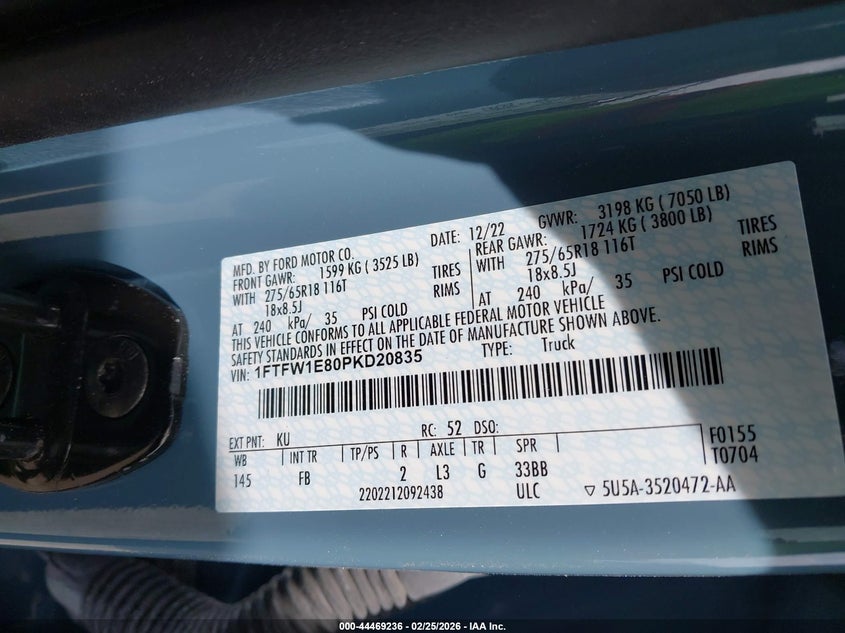 MFD. BY FORD MOTOR CO. DATE: 12/22 GVWR: 3198 KG ( 7050 LB)
FRONT GAWR: 1599 KG ( 3525 LB) REAR GAWR: 1724 KG ( 3800 LB)
WITH 275/65R18 116T TIRES WITH 275/65R18 116T TIRES
18x8.5J RIMS 18x8.5J RIMS
AT 240 kPa/ 35 PSI COLD AT 240 kPa/ 35 PSI COLD
THIS VEHICLE CONFORMS TO ALL APPLICABLE FEDERAL MOTOR VEHICLE
SAFETY STANDARDS IN EFFECT ON THE DATE OF MANUFACTURE SHOWN ABOVE.
VIN: 1FTFW1E80PKD20835 TYPE: Truck
EXT PNT: KU RC: 52 DSO: F0155
WB INT TR TP/PS R AXLE TR SPR T0704
145 FB 2 L3 G 33BB
2202212092438 ULC ▽ 5U5A-3520472-AA
000-44469236 - 02/25/2026 - IAA Inc.